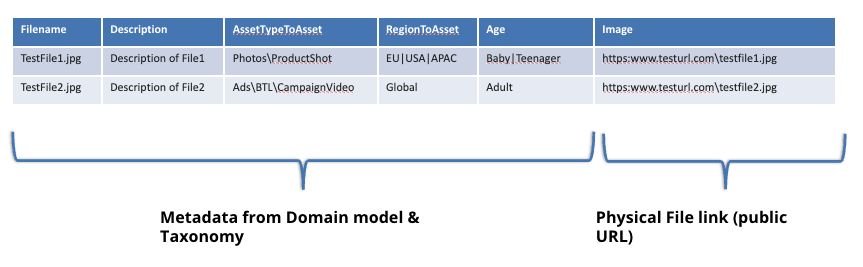 Filename Description AssetTypeToAsset RegionToAsset Age Image
TestFile1.jpg Description of File1 Photos\ProductShot EU|USA|APAC Baby|Teenager https:www.testurl.com\testfile1.jpg
TestFile2.jpg Description of File2 Ads\BTL\CampaignVideo Global Adult https:www.testurl.com\testfile2.jpg
Metadata from Domain model &
Taxonomy
Physical File link (public
URL)